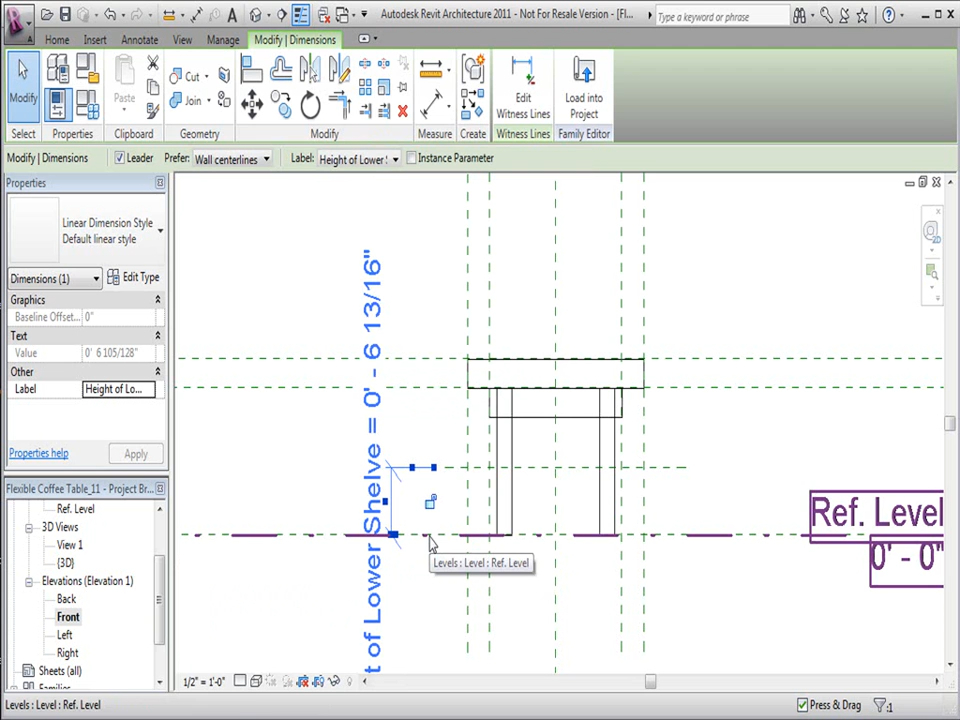 Autodesk Revit Architecture 2011 - Not For Resale Version - [Fl...
Type a keyword or phrase
Home
Insert
Annotate
View
Manage
Modify | Dimensions
Modify
Paste
Cut
Join
Edit
Witness Lines
Load into
Project
Select
Properties
Clipboard
Geometry
Modify
Measure
Create
Witness Lines
Family Editor
Modify | Dimensions
Leader
Prefer:
Wall centerlines
Label:
Height of Lower
Instance Parameter
Properties
Linear Dimension Style
Default linear style
Dimensions (1)
Edit Type
Graphics
Baseline Offset...
0"
Text
Value
0' 6 105/128"
Other
Label
Height of Lo...
Properties help
Apply
Flexible Coffee Table_11 - Project Br...
Ref. Level
3D Views
View 1
{3D}
Elevations (Elevation 1)
Back
Front
Left
Right
Sheets (all)
Families
t of Lower Shelve = 0' - 6 13/16"
Levels : Level : Ref. Level
Ref. Level
0' - 0"
2D
1/2" = 1'-0"
Levels : Level : Ref. Level
Press & Drag
:1